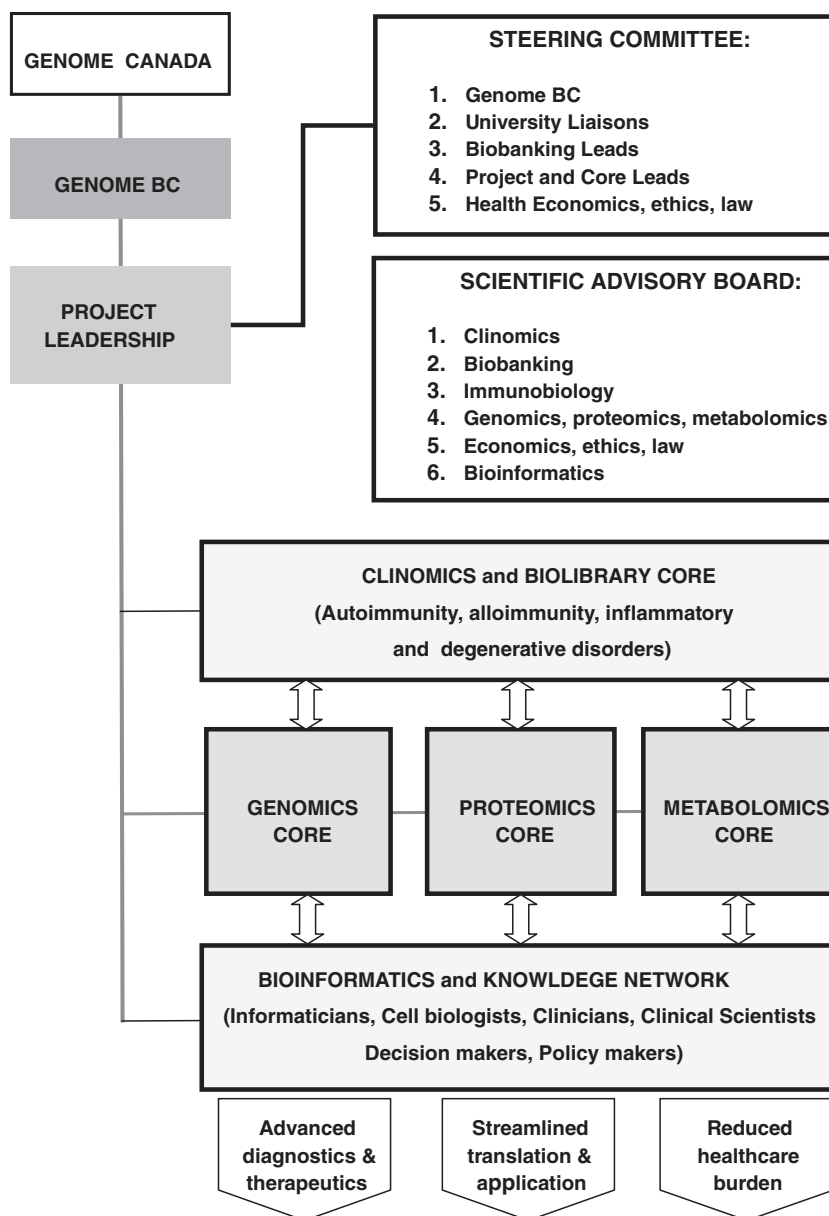 GENOME CANADA
GENOME BC
PROJECT
LEADERSHIP
STEERING COMMITTEE:
1. Genome BC
2. University Liaisons
3. Biobanking Leads
4. Project and Core Leads
5. Health Economics, ethics, law
SCIENTIFIC ADVISORY BOARD:
1. Clinomics
2. Biobanking
3. Immunobiology
4. Genomics, proteomics, metabolomics
5. Economics, ethics, law
6. Bioinformatics
CLINOMICS and BIOLIBRARY CORE
(Autoimmunity, alloimmunity, inflammatory
and degenerative disorders)
GENOMICS
CORE
PROTEOMICS
CORE
METABOLOMICS
CORE
BIOINFORMATICS and KNOWLDEGE NETWORK
(Informaticians, Cell biologists, Clinicians, Clinical Scientists
Decision makers, Policy makers)
Advanced
diagnostics &
therapeutics
Streamlined
translation &
application
Reduced
healthcare
burden